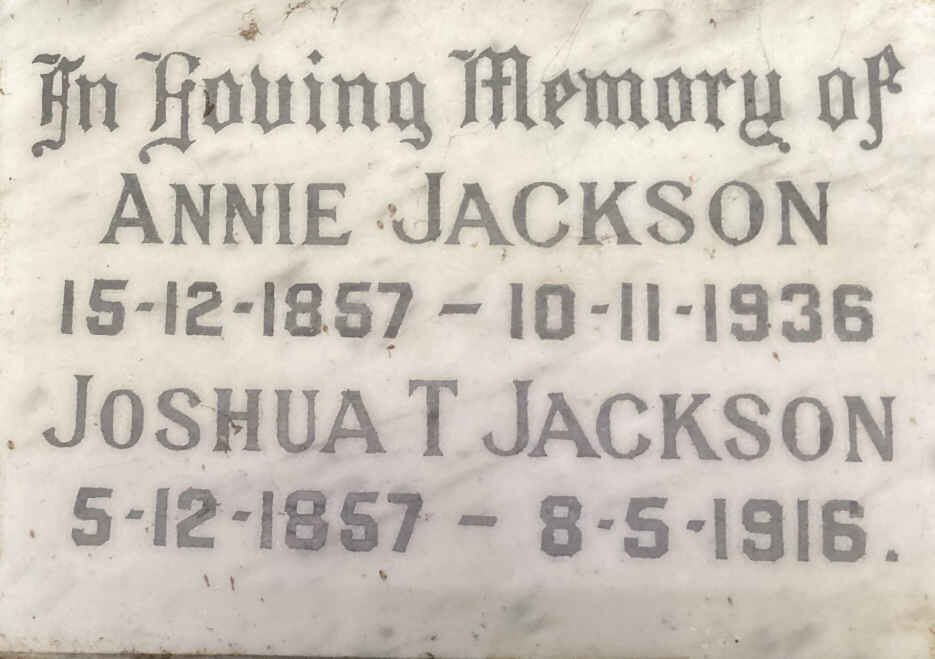 In Loving Memory of
ANNIE JACKSON
15-12-1857 - 10-11-1936
JOSHUA T JACKSON
5-12-1857 - 8-5-1916.